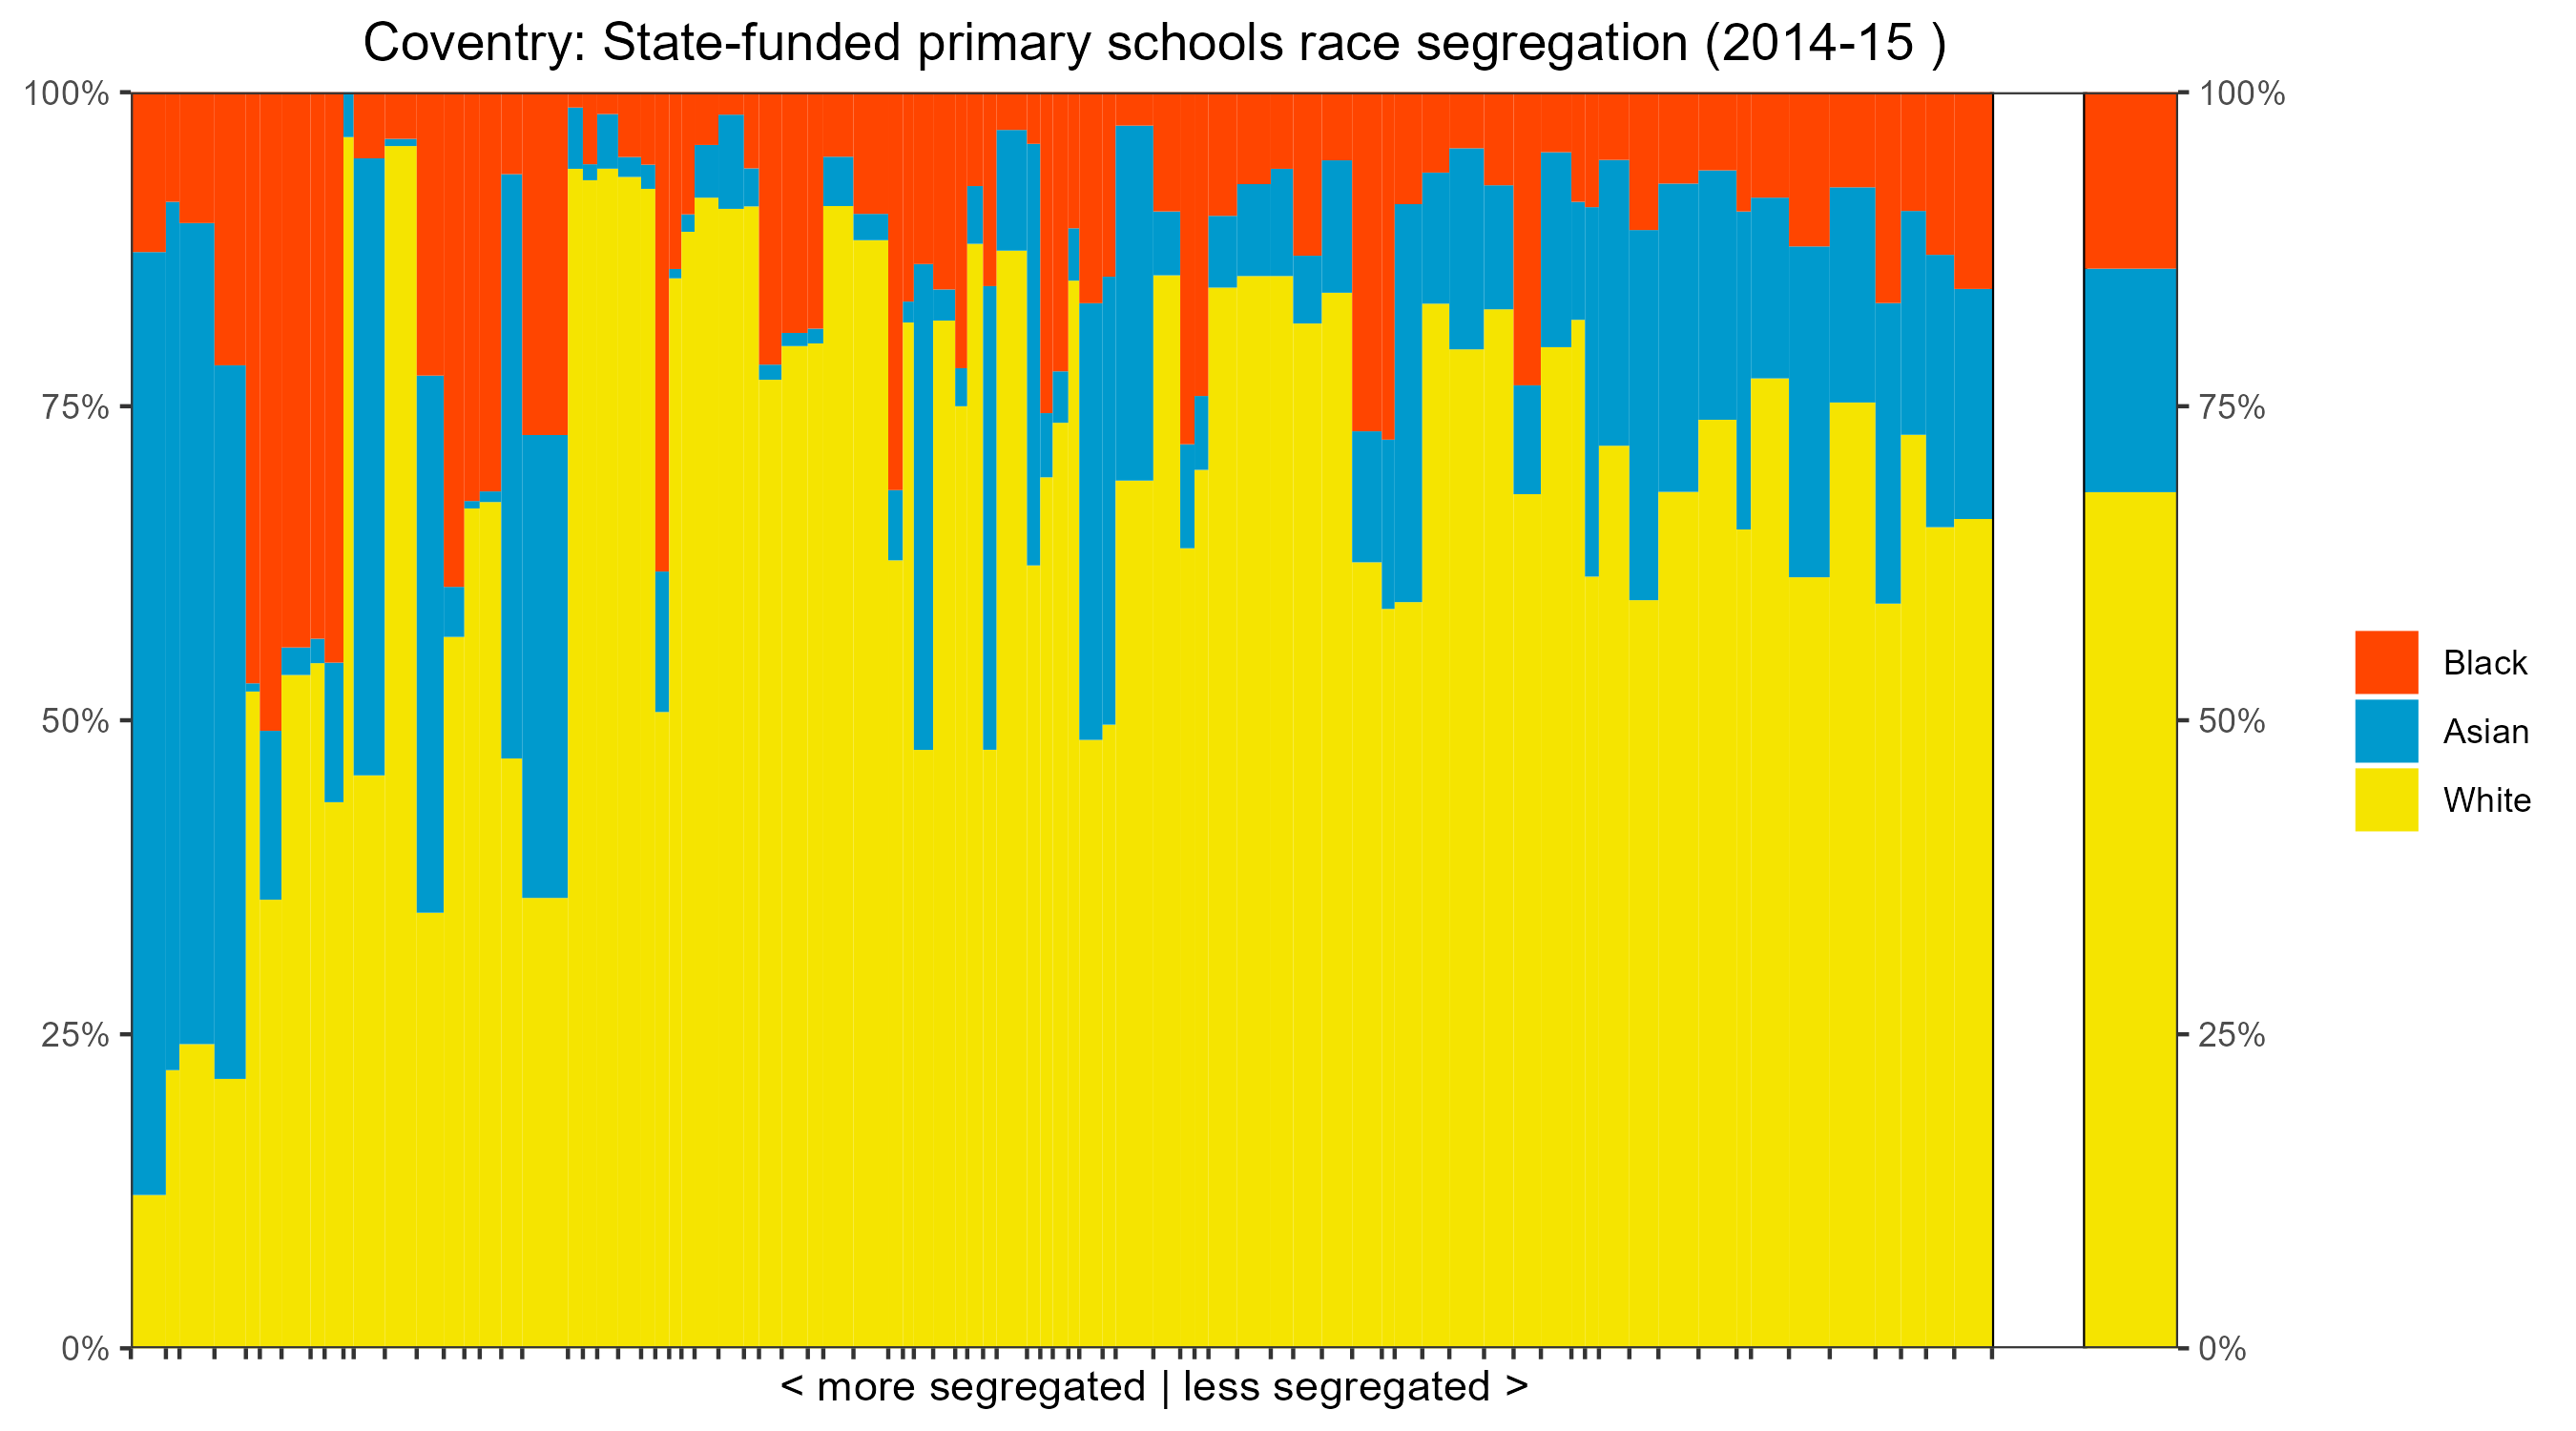 Coventry: State-funded primary schools race segregation (2014-15 )
100%
100%
75%
75%
50%
50%
25%
25%
0%
0%
Black
Asian
White
< more segregated | less segregated >